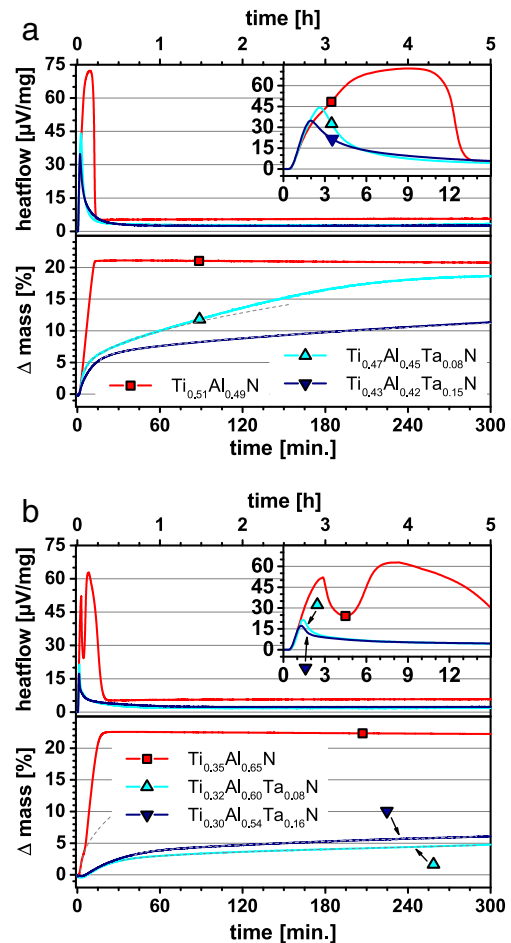 time [h]
0 1 2 3 4 5
a
75
60
45
30
15
0
heatflow [µV/mg]
60
45
30
15
0
0 3 6 9 12
20
15
10
5
0
Δ mass [%]
Ti0.47Al0.45Ta0.08N
Ti0.51Al0.49N
Ti0.43Al0.42Ta0.15N
0 60 120 180 240 300
time [min.]
time [h]
0 1 2 3 4 5
b
75
60
45
30
15
0
heatflow [µV/mg]
60
45
30
15
0
0 3 6 9 12 15
20
15
10
5
0
Δ mass [%]
Ti0.35Al0.65N
Ti0.32Al0.60Ta0.08N
Ti0.30Al0.54Ta0.16N
0 60 120 180 240 300
time [min.]